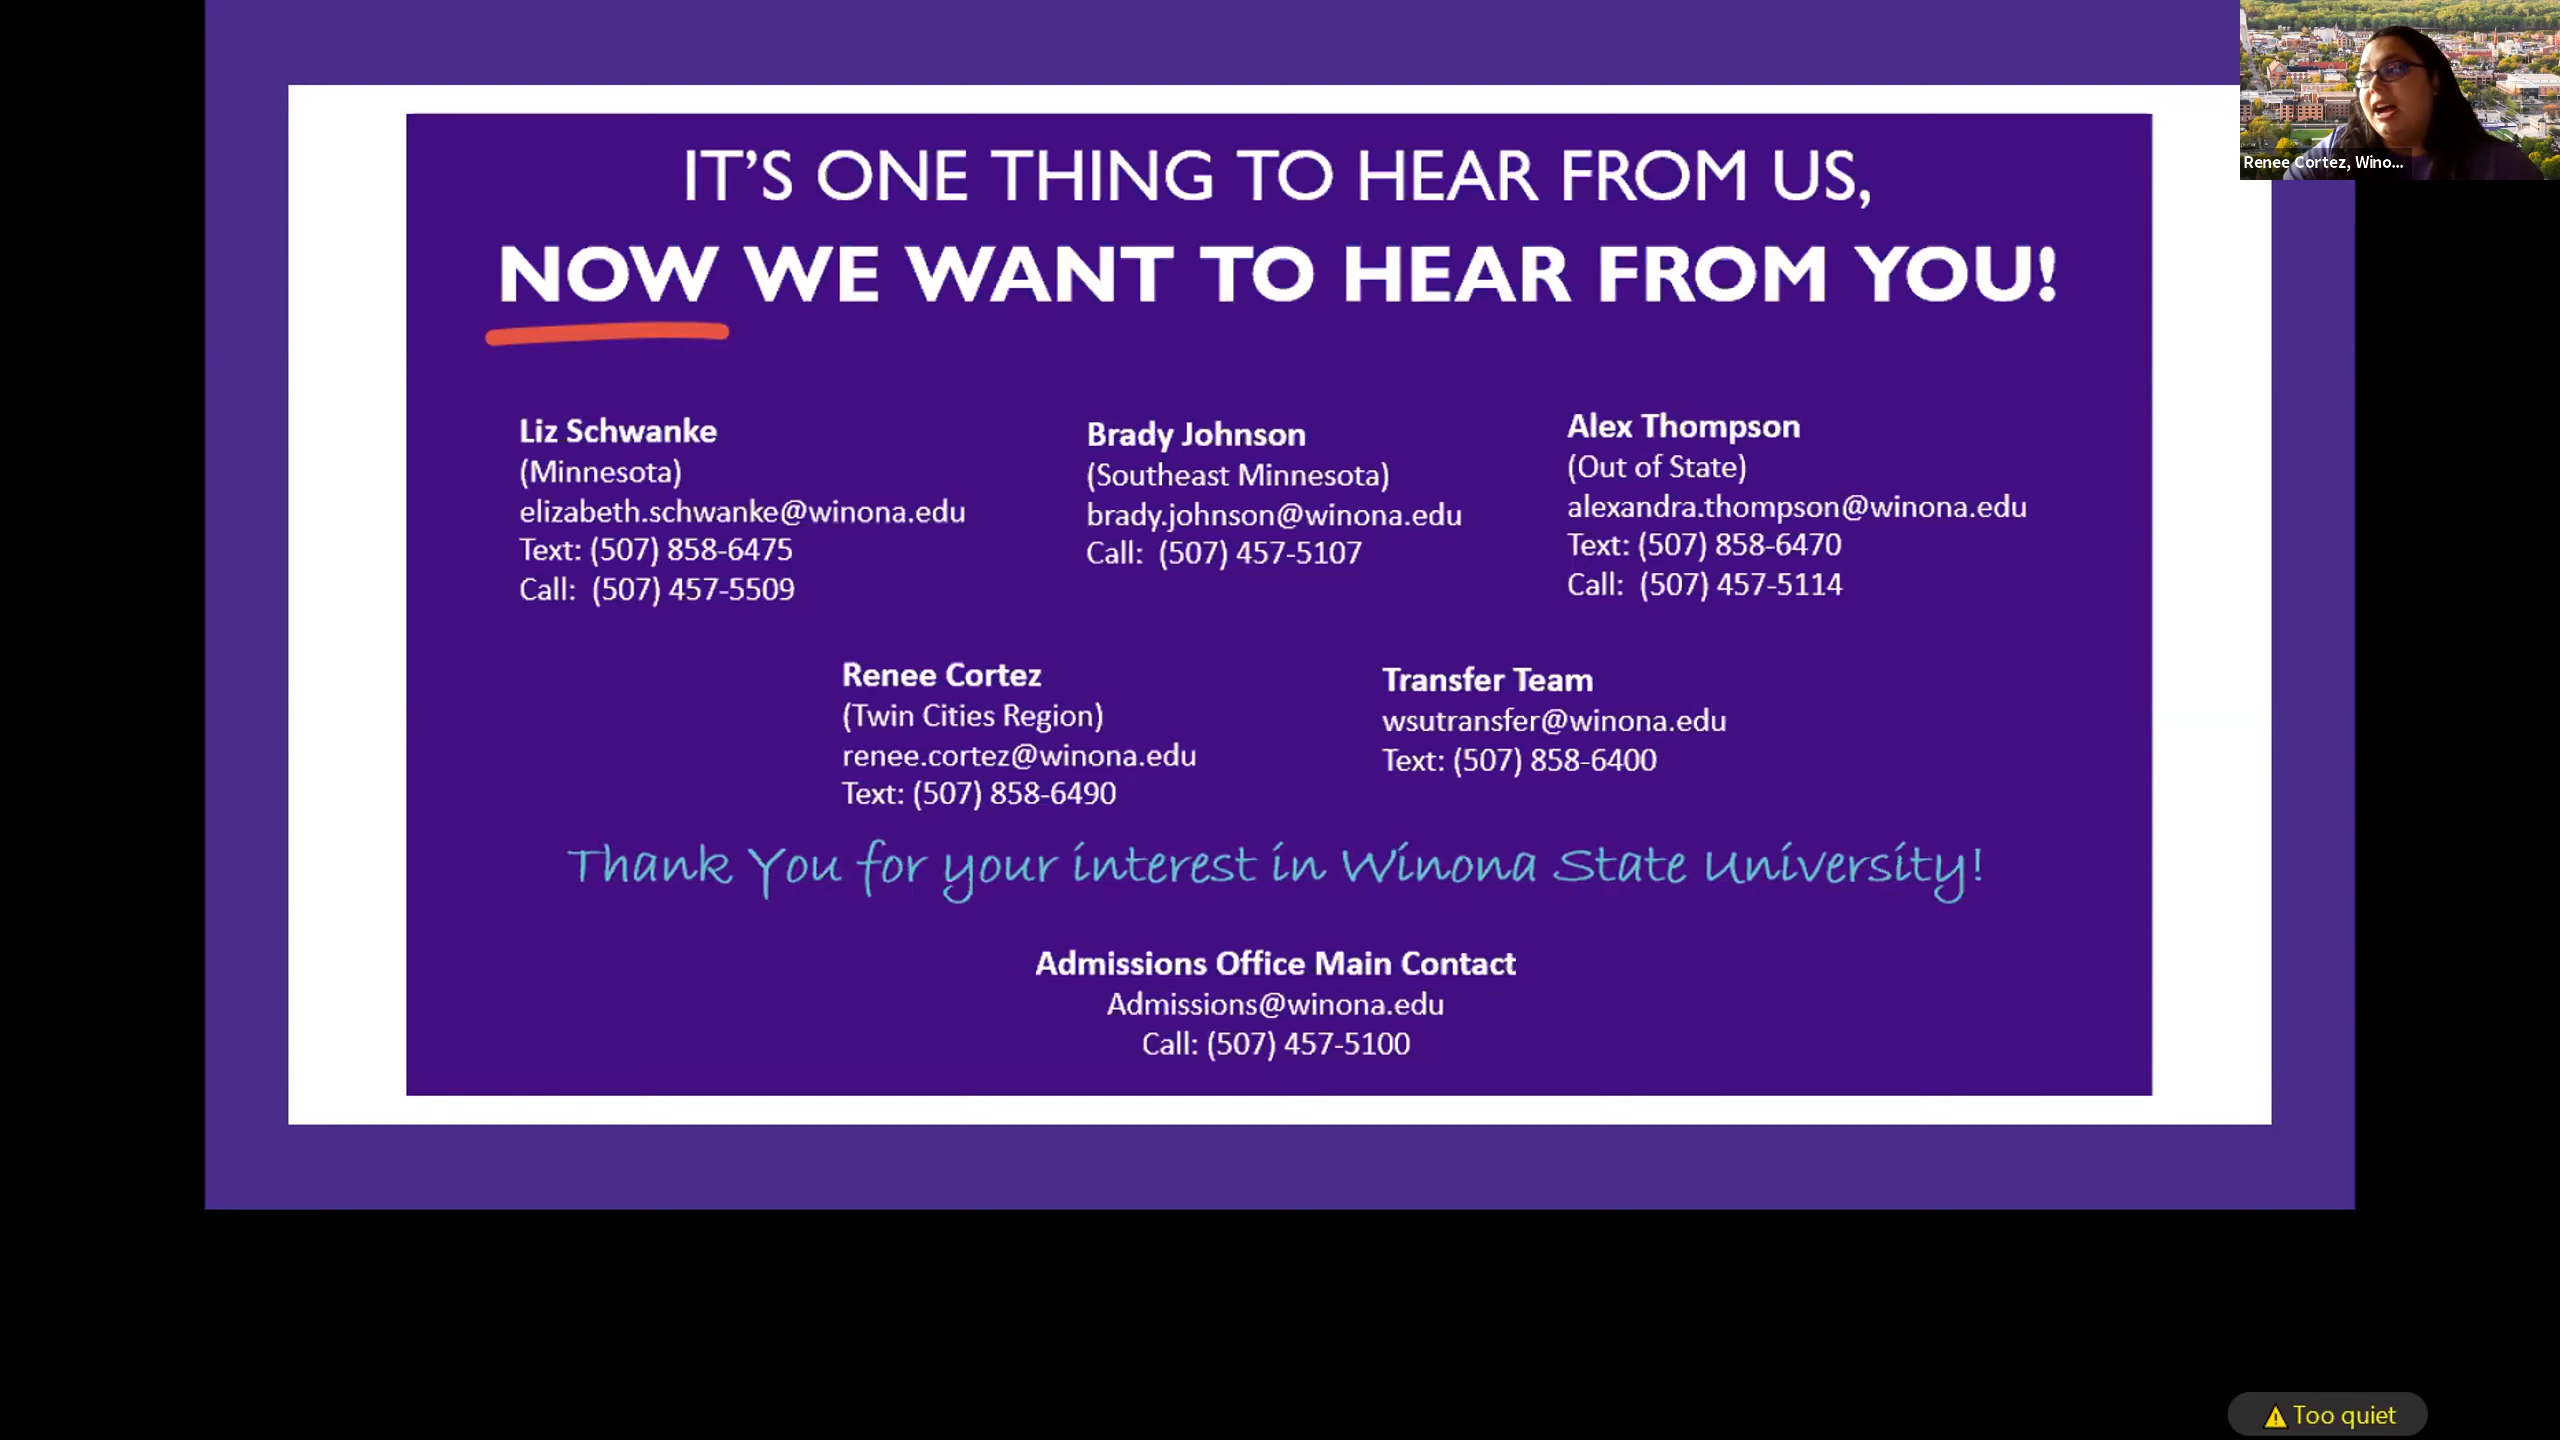 IT'S ONE THING TO HEAR FROM US,
NOW WE WANT TO HEAR FROM YOU!
Liz Schwanke
(Minnesota)
elizabeth.schwanke@winona.edu
Text: (507) 858-6475
Call: (507) 457-5509
Brady Johnson
(Southeast Minnesota)
brady.johnson@winona.edu
Call: (507) 457-5107
Alex Thompson
(Out of State)
alexandra.thompson@winona.edu
Text: (507) 858-6470
Call: (507) 457-5114
Renee Cortez
(Twin Cities Region)
renee.cortez@winona.edu
Text: (507) 858-6490
Transfer Team
wsutransfer@winona.edu
Text: (507) 858-6400
Thank You for your interest in Winona State University!
Admissions Office Main Contact
Admissions@winona.edu
Call: (507) 457-5100
Renee Cortez, Wino...
Too quiet